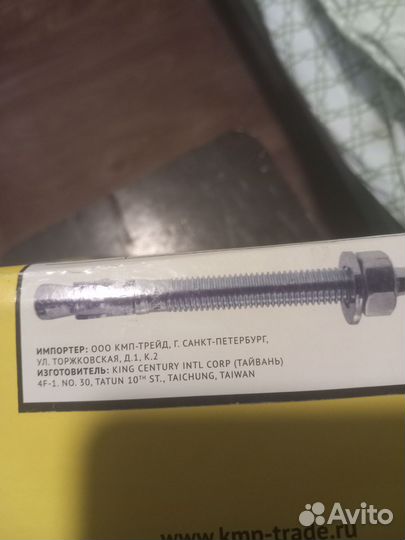 ИМПОРТЕР: ООО КМП-ТРЕЙД, Г. САНКТ-ПЕТЕРБУРГ,
УЛ. ТОРЖКОВСКАЯ, Д.1, К.2
ИЗГОТОВИТЕЛЬ: KING CENTURY INTL CORP (ТАЙВАНЬ)
4F-1. NO. 30, TATUN 10TH ST., TAICHUNG, TAIWAN
www.kmp-trade.ru
Avito